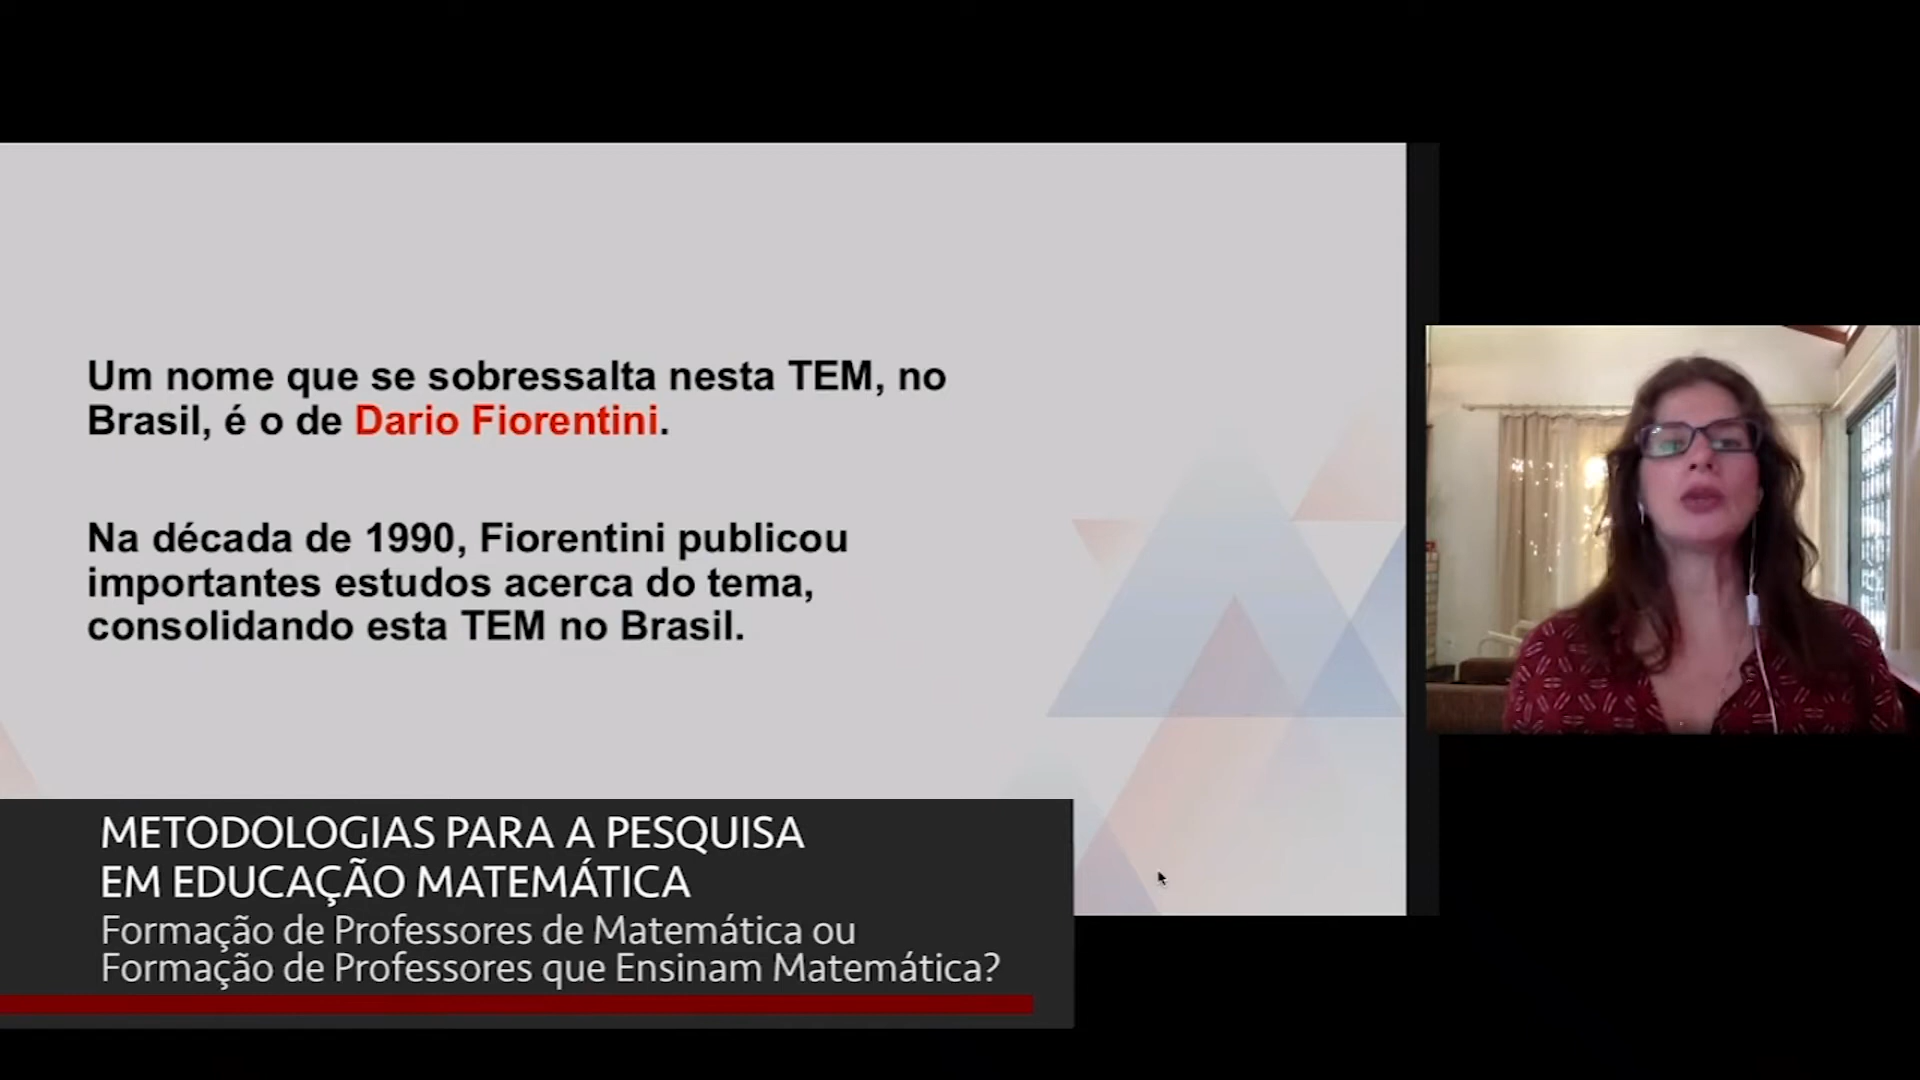 Um nome que se sobressalta nesta TEM, no
Brasil, é o de Dario Fiorentini.
Na década de 1990, Fiorentini publicou
importantes estudos acerca do tema,
consolidando esta TEM no Brasil.
METODOLOGIAS PARA A PESQUISA
EM EDUCAÇÃO MATEMÁTICA
Formação de Professores de Matemática ou
Formação de Professores que Ensinam Matemática?